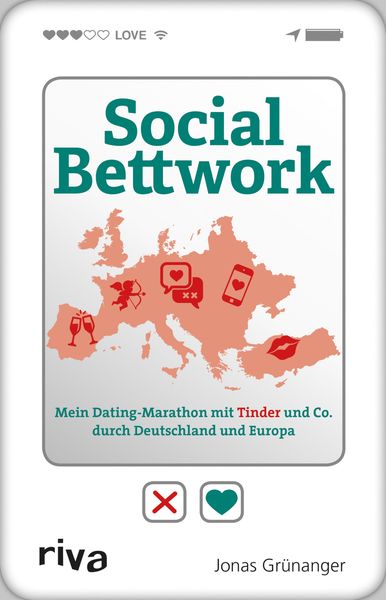 LOVE
Social
Bettwork
Mein Dating-Marathon mit Tinder und Co.
durch Deutschland und Europa
riva
Jonas Grünanger